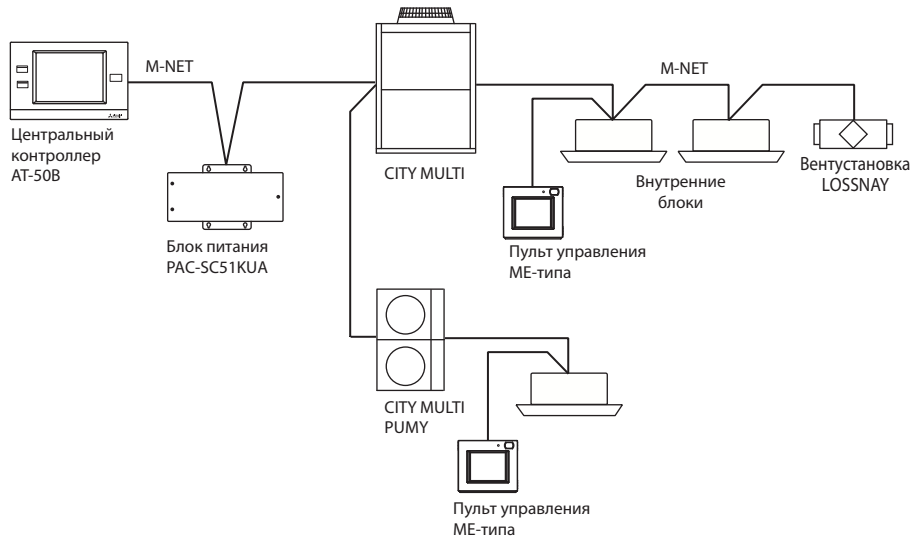 M-NET
Центральный
контроллер
AT-50B
Блок питания
PAC-SC51KUA
CITY MULTI
M-NET
Внутренние
блоки
Вентустановка
LOSSNAY
Пульт управления
ME-типа
CITY MULTI
PUMY
Пульт управления
ME-типа